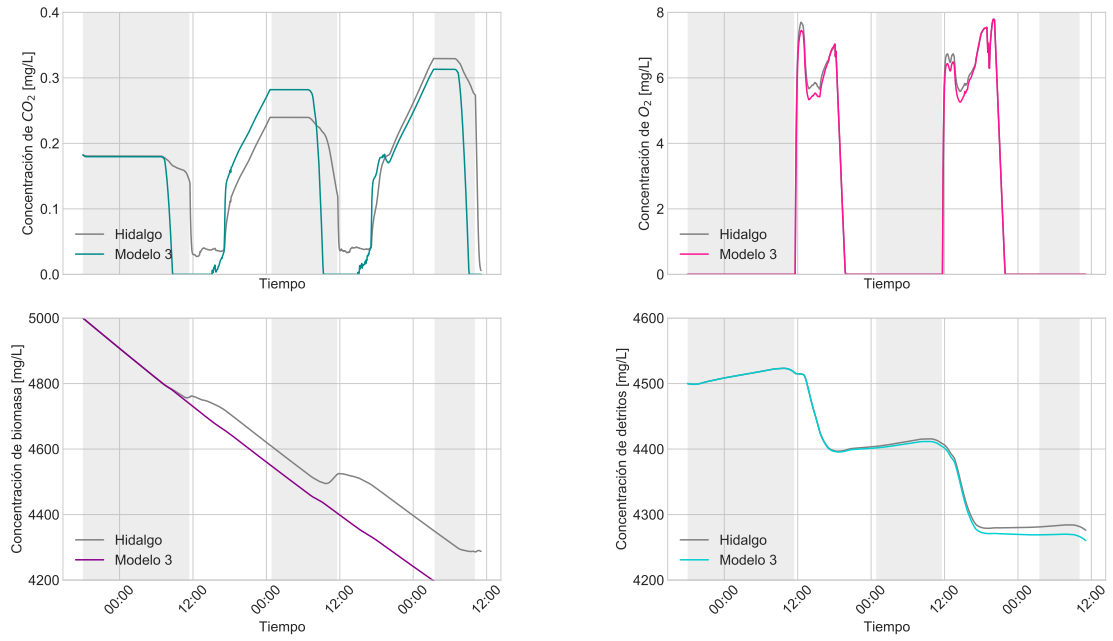 Concentración de CO2 [mg/L]
0.4
0.3
0.2
0.1
0.0
Hidalgo
Modelo 3
Tiempo
Concentración de O2 [mg/L]
8
6
4
2
0
Hidalgo
Modelo 3
Tiempo
Concentración de biomasa [mg/L]
5000
4800
4600
4400
4200
Hidalgo
Modelo 3
00:00
12:00
00:00
12:00
00:00
12:00
Tiempo
Concentración de detritos [mg/L]
4600
4500
4400
4300
4200
Hidalgo
Modelo 3
00:00
12:00
00:00
12:00
00:00
12:00
Tiempo